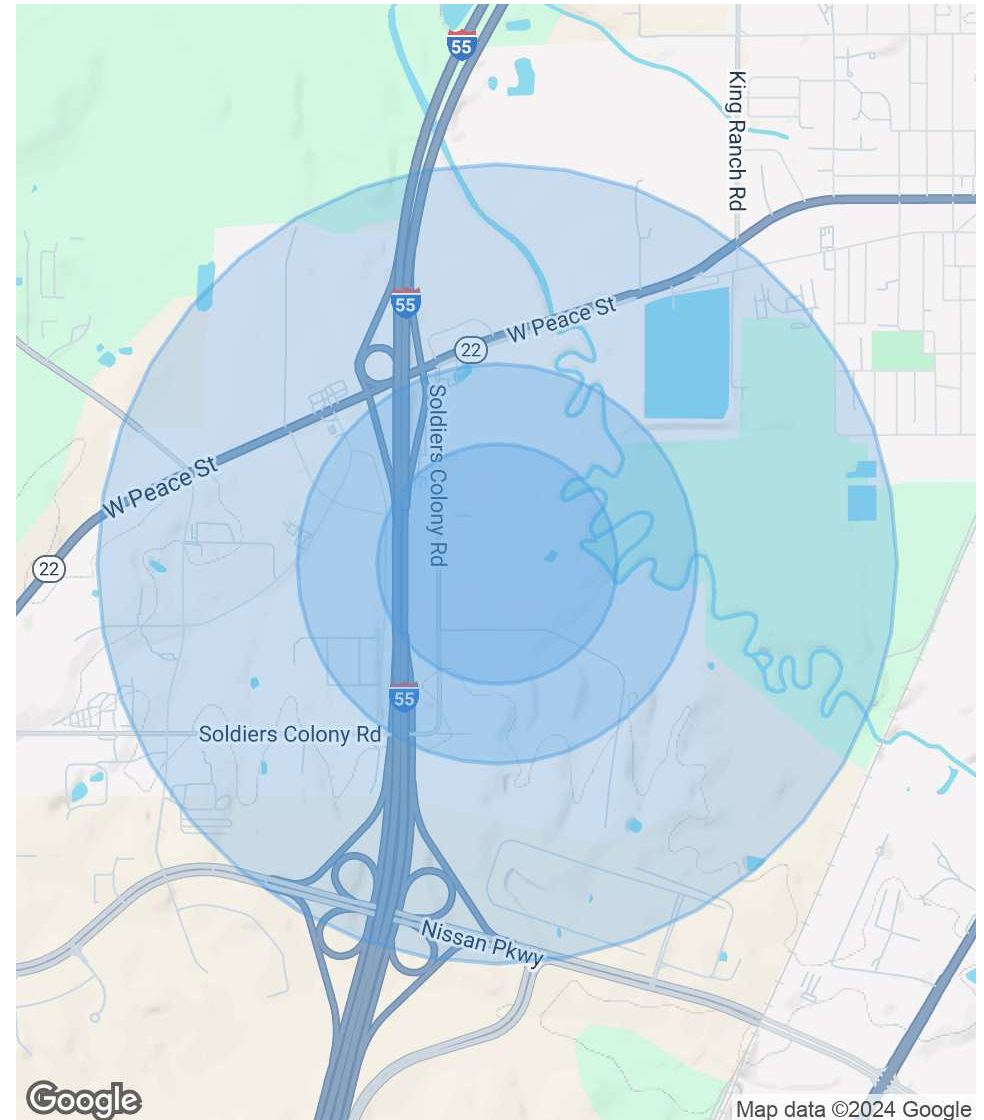 55
King Ranch Rd
55
W Peace St
22
Soldiers Colony Rd
W Peace St
22
55
Soldiers Colony Rd
Nissan Pkwy
Google
Map data ©2024 Google